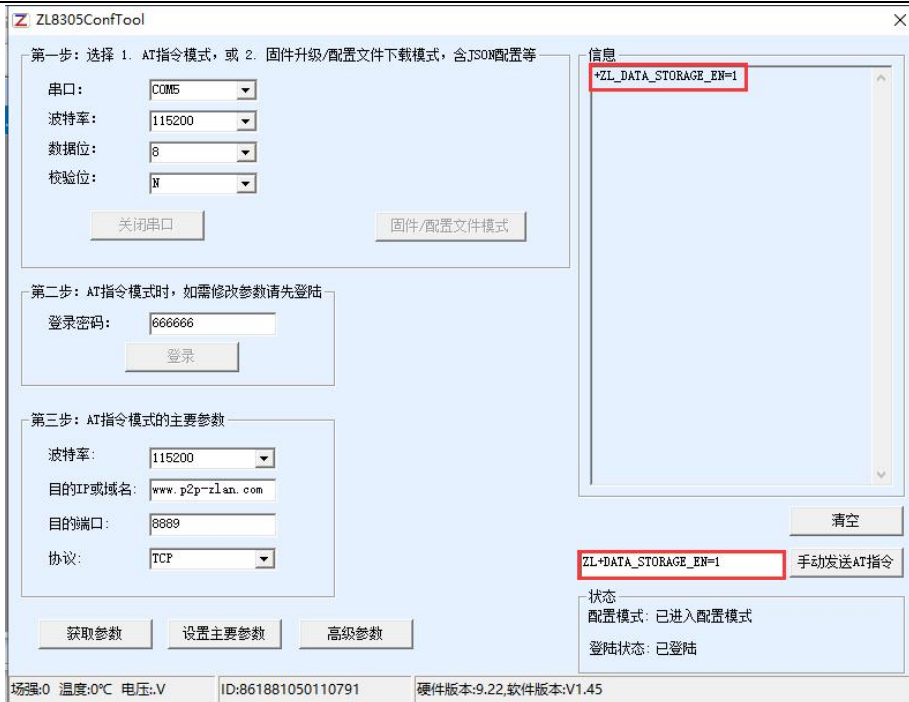 ZL8305ConfTool
第一步：选择 1. AT指令模式，或 2. 固件升级/配置文件下载模式，含JSON配置等
串口：
COM5
波特率：
115200
数据位：
8
校验位：
N
关闭串口
固件/配置文件模式
第二步：AT指令模式时，如需修改参数请先登陆
登录密码：
666666
登录
第三步：AT指令模式的主要参数
波特率：
115200
目的IP或域名：
www.p2p-zlan.com
目的端口：
8889
协议：
TCP
获取参数
设置主要参数
高级参数
信息
+ZL_DATA_STORAGE_EN=1
清空
ZL+DATA_STORAGE_EN=1
手动发送AT指令
状态
配置模式：已进入配置模式
登陆状态：已登陆
场强:0 温度:0℃ 电压:.V
ID:861881050110791
硬件版本:9.22,软件版本:V1.45